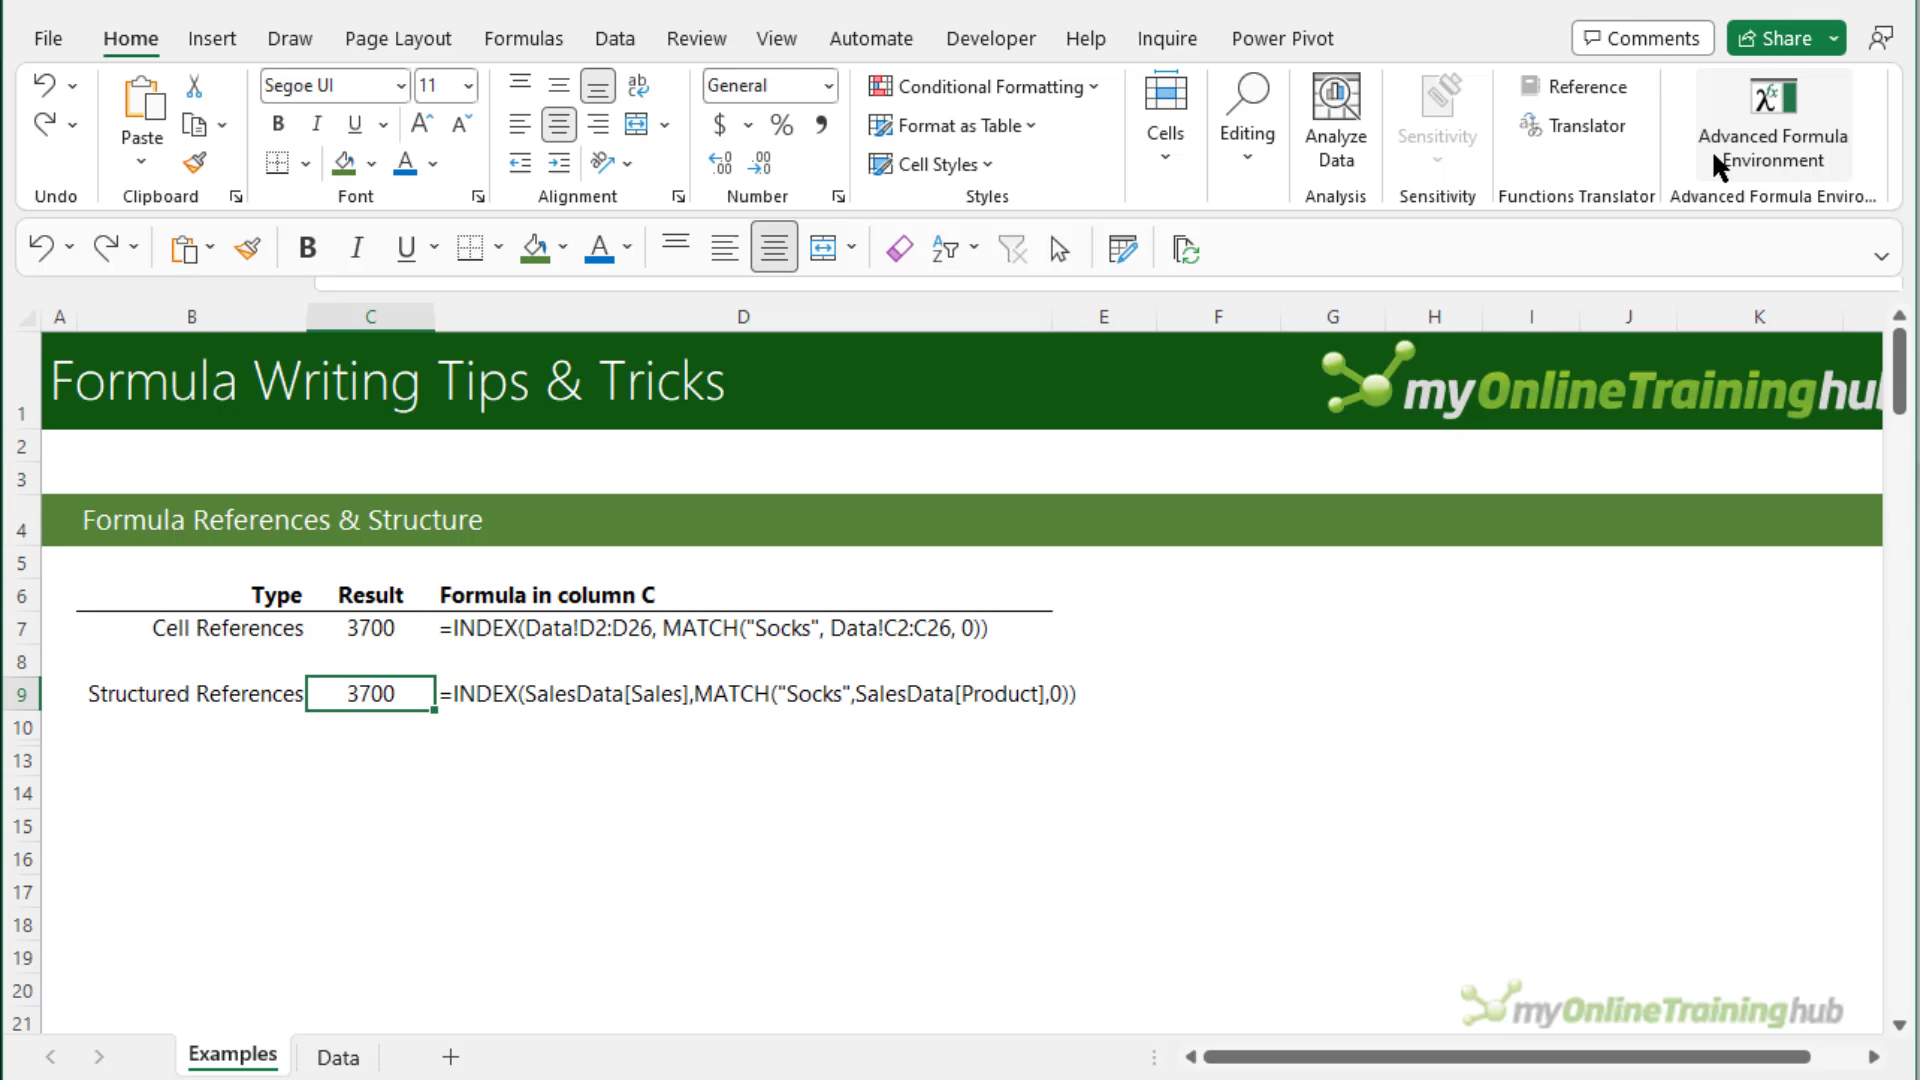 File Home Insert Draw Page Layout Formulas Data Review View Automate Developer Help Inquire Power Pivot Comments Share
Segoe UI 11 ab General Conditional Formatting Reference
Paste B I U A A $ % Format as Table Cells Editing Analyze Data Sensitivity Translator Advanced Formula Environment
A Cell Styles
Undo Clipboard Font Alignment Number Styles Analysis Sensitivity Functions Translator Advanced Formula Enviro...
B I U A
A B C D E F G H I J K
1 Formula Writing Tips & Tricks myOnlineTraininghu
2
3
4 Formula References & Structure
5
6 Type Result Formula in column C
7 Cell References 3700 =INDEX(Data!D2:D26, MATCH("Socks", Data!C2:C26, 0))
8
9 Structured References 3700 =INDEX(SalesData[Sales],MATCH("Socks",SalesData[Product],0))
10
13
14
15
16
17
18
19
20
myOnlineTraininghub
21
Examples Data